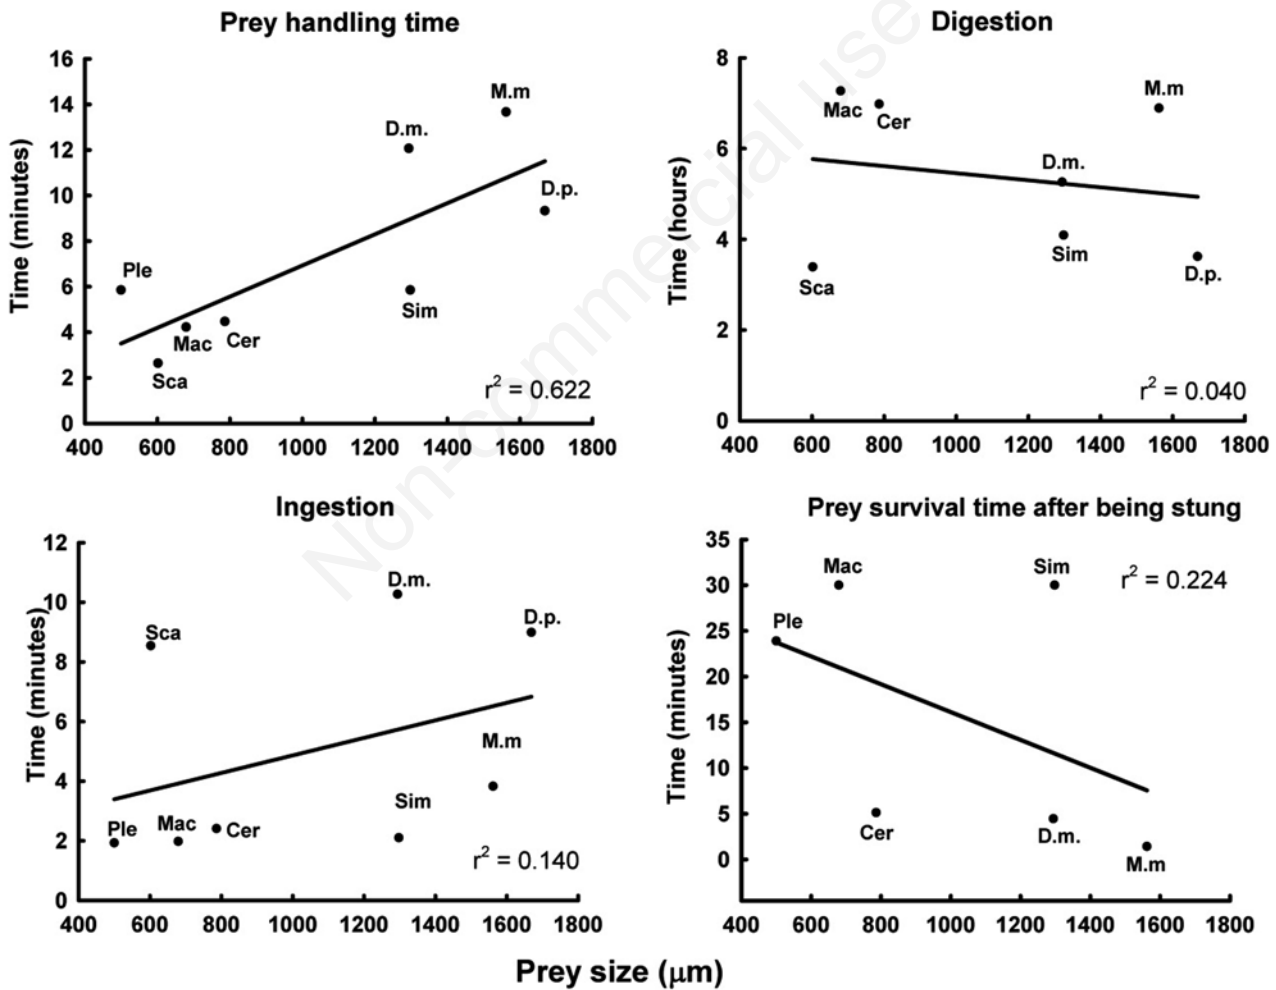 Prey handling time
Time (minutes)
16
14
12
10
8
6
4
2
0
400 600 800 1000 1200 1400 1600 1800
Ple
Sca
Mac
Cer
D.m.
Sim
M.m
D.p.
r² = 0.622
Digestion
Time (hours)
8
6
4
2
0
400 600 800 1000 1200 1400 1600 1800
Sca
Mac
Cer
D.m.
Sim
M.m
D.p.
r² = 0.040
Ingestion
Time (minutes)
12
10
8
6
4
2
0
400 600 800 1000 1200 1400 1600 1800
Ple
Sca
Mac
Cer
D.m.
Sim
M.m
D.p.
r² = 0.140
Prey survival time after being stung
Time (minutes)
35
30
25
20
15
10
5
0
400 600 800 1000 1200 1400 1600 1800
Ple
Mac
Cer
Sim
D.m.
M.m
r² = 0.224
Prey size (μm)
Non-commercial use